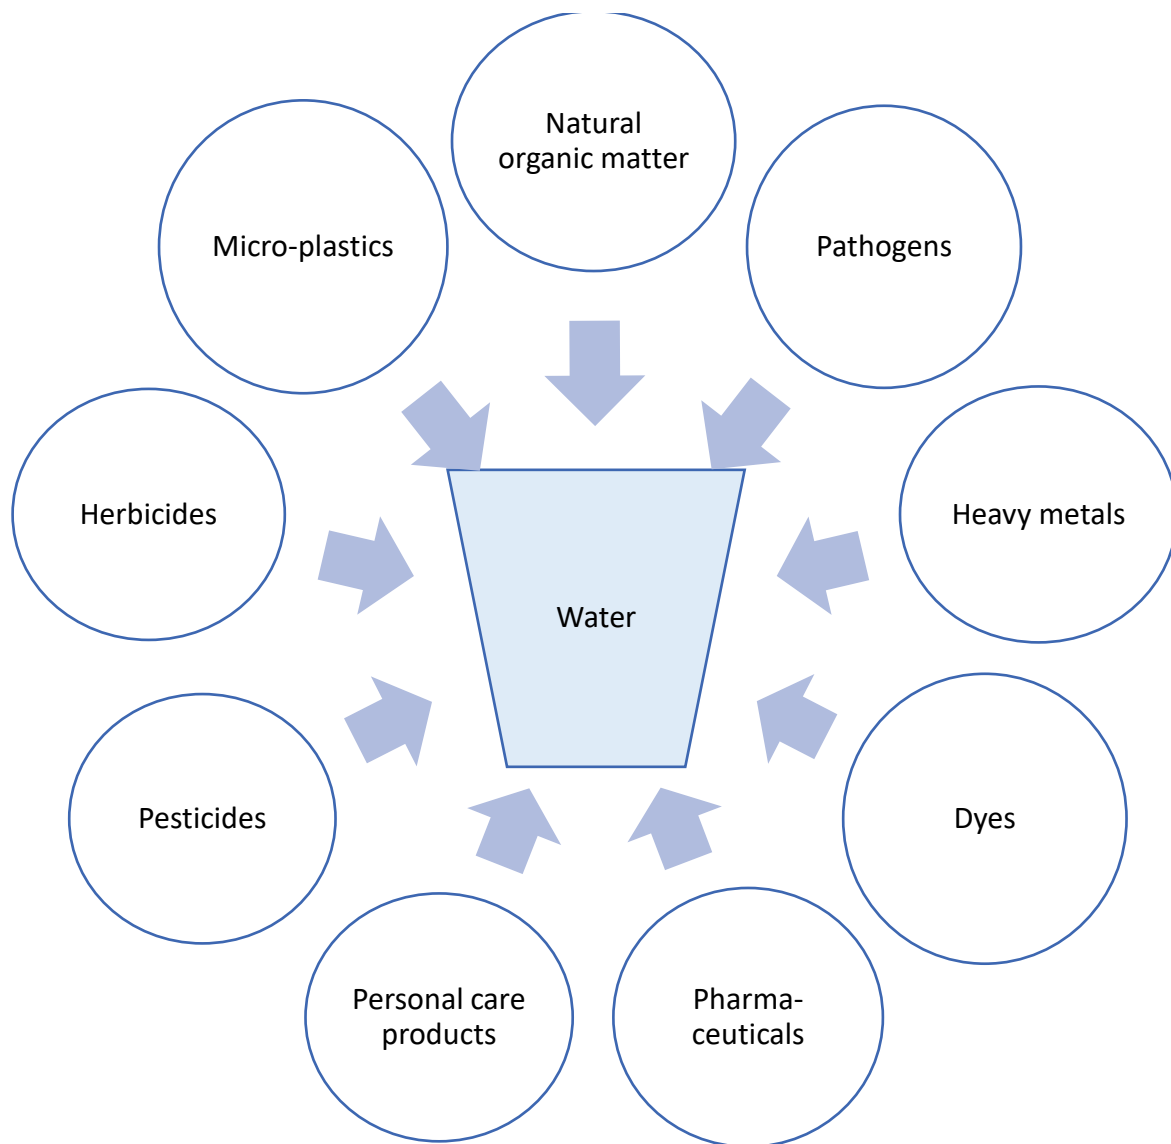 Natural
organic matter
Micro-plastics
Pathogens
Herbicides
Heavy metals
Water
Pesticides
Dyes
Personal care
products
Pharma-
ceuticals